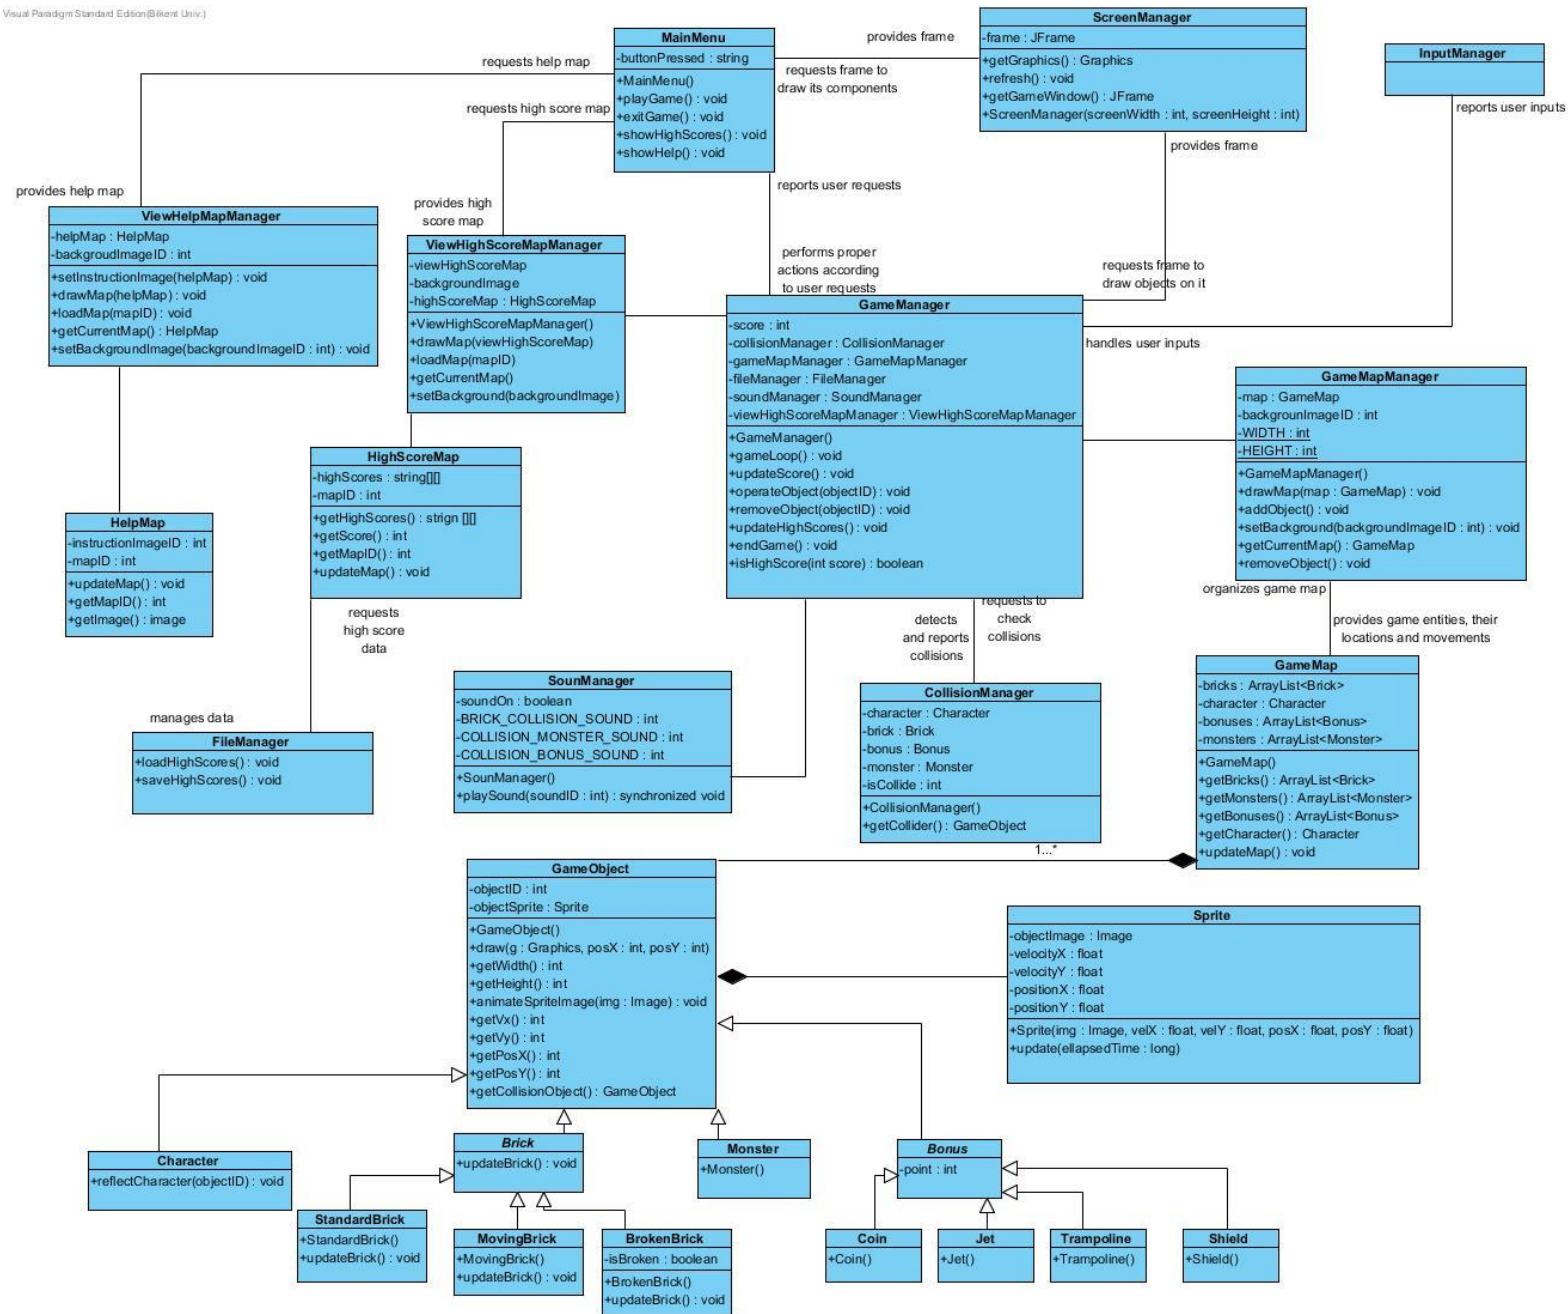 Visual Paradigm Standard Edition(Bilkent Univ.)
MainMenu
-buttonPressed : string
+MainMenu()
+playGame() : void
+exitGame() : void
+showHighScores() : void
+showHelp() : void
provides frame
requests frame to
draw its components
ScreenManager
-frame : JFrame
+getGraphics() : Graphics
+refresh() : void
+getGameWindow() : JFrame
+ScreenManager(screenWidth : int, screenHeight : int)
InputManager
reports user inputs
requests help map
requests high score map
provides frame
reports user requests
provides help map
provides high
score map
ViewHelpMapManager
-helpMap : HelpMap
-backgroudImageID : int
+setInstructionImage(helpMap) : void
+drawMap(helpMap) : void
+loadMap(mapID) : void
+getCurrentMap() : HelpMap
+setBackgroundImage(backgroundImageID : int) : void
ViewHighScoreMapManager
-viewHighScoreMap
-backgroundImage
-highScoreMap : HighScoreMap
+ViewHighScoreMapManager()
+drawMap(viewHighScoreMap)
+loadMap(mapID)
+getCurrentMap()
+setBackground(backgroundImage)
performs proper
actions according
to user requests
requests frame to
draw objects on it
GameManager
-score : int
-collisionManager : CollisionManager
-gameMapManager : GameMapManager
-fileManager : FileManager
-soundManager : SoundManager
-viewHighScoreMapManager : ViewHighScoreMapManager
+GameManager()
+gameLoop() : void
+updateScore() : void
+operateObject(objectID) : void
+removeObject(objectID) : void
+updateHighScores() : void
+endGame() : void
+isHighScore(int score) : boolean
handles user inputs
GameMapManager
-map : GameMap
-backgrounImageID : int
-WIDTH : int
-HEIGHT : int
+GameMapManager()
+drawMap(map : GameMap) : void
+addObject() : void
+setBackground(backgroundImageID : int) : void
+getCurrentMap() : GameMap
+removeObject() : void
HighScoreMap
-highScores : string[][]
-mapID : int
+getHighScores() : strign [][]
+getScore() : int
+getMapID() : int
+updateMap() : void
HelpMap
-instructionImageID : int
-mapID : int
+updateMap() : void
+getMapID() : int
+getImage() : image
requests
high score
data
detects
and reports
collisions
requests to
check
collisions
organizes game map
provides game entities, their
locations and movements
manages data
FileManager
+loadHighScores() : void
+saveHighScores() : void
SounManager
-soundOn : boolean
-BRICK_COLLISION_SOUND : int
-COLLISION_MONSTER_SOUND : int
-COLLISION_BONUS_SOUND : int
+SounManager()
+playSound(soundID : int) : synchronized void
CollisionManager
-character : Character
-brick : Brick
-bonus : Bonus
-monster : Monster
-isCollide : int
+CollisionManager()
+getCollider() : GameObject
GameMap
-bricks : ArrayList<Brick>
-character : Character
-bonuses : ArrayList<Bonus>
-monsters : ArrayList<Monster>
+GameMap()
+getBricks() : ArrayList<Brick>
+getMonsters() : ArrayList<Monster>
+getBonuses() : ArrayList<Bonus>
+getCharacter() : Character
+updateMap() : void
1...*
GameObject
-objectID : int
-objectSprite : Sprite
+GameObject()
+draw(g : Graphics, posX : int, posY : int)
+getWidth() : int
+getHeight() : int
+animateSpriteImage(img : Image) : void
+getVx() : int
+getVy() : int
+getPosX() : int
+getPosY() : int
+getCollisionObject() : GameObject
Sprite
-objectImage : Image
-velocityX : float
-velocityY : float
-positionX : float
-positionY : float
+Sprite(img : Image, velX : float, velY : float, posX : float, posY : float)
+update(ellapsedTime : long)
Character
+reflectCharacter(objectID) : void
Brick
+updateBrick() : void
Monster
+Monster()
Bonus
-point : int
StandardBrick
+StandardBrick()
+updateBrick() : void
MovingBrick
+MovingBrick()
+updateBrick() : void
BrokenBrick
-isBroken : boolean
+BrokenBrick()
+updateBrick() : void
Coin
+Coin()
Jet
+Jet()
Trampoline
+Trampoline()
Shield
+Shield()